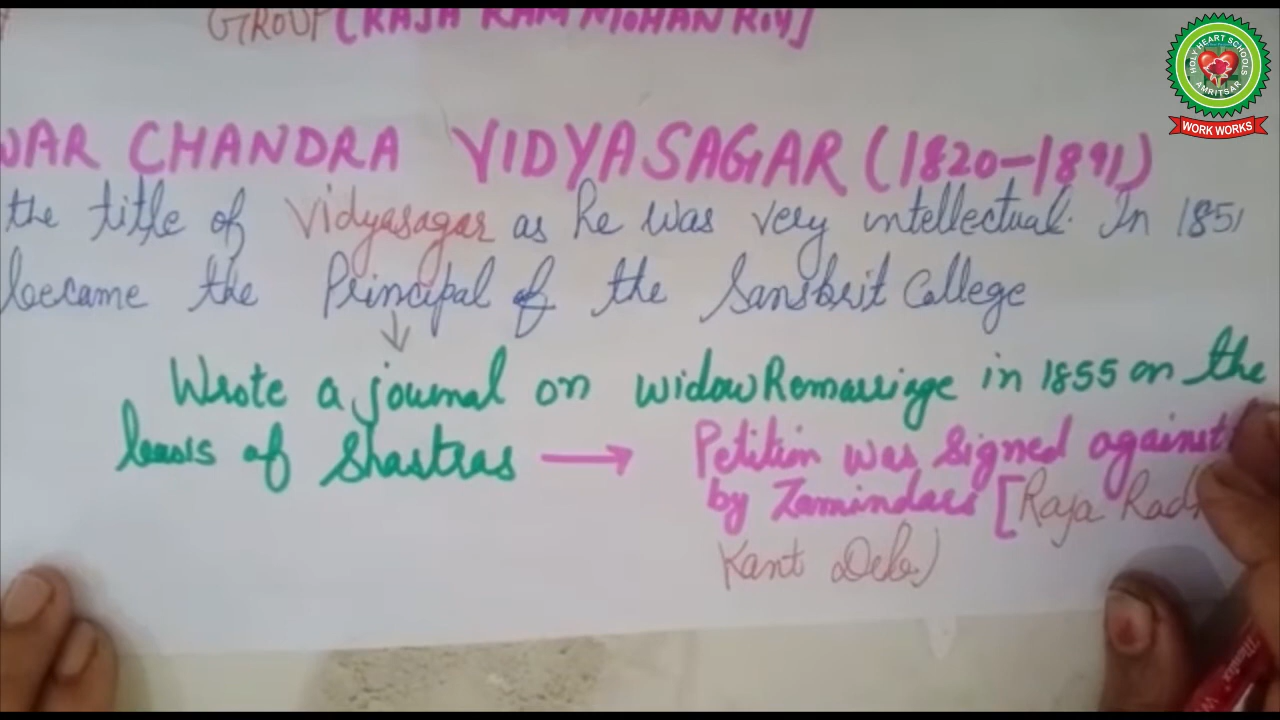 GROUP [RAJA RAM MOHAN ROY]
WAR CHANDRA VIDYASAGAR (1820-1891)
the title of Vidyasagar as he was very intellectual. In 1851
became the Principal of the Sanskrit College
Wrote a journal on widow Remarriage in 1855 on the
basis of Shastras → Petition was signed against
by Zamindars [Raja Radh
Kant Deb)
HOLY HEART SCHOOLS
AMRITSAR
WORK WORKS